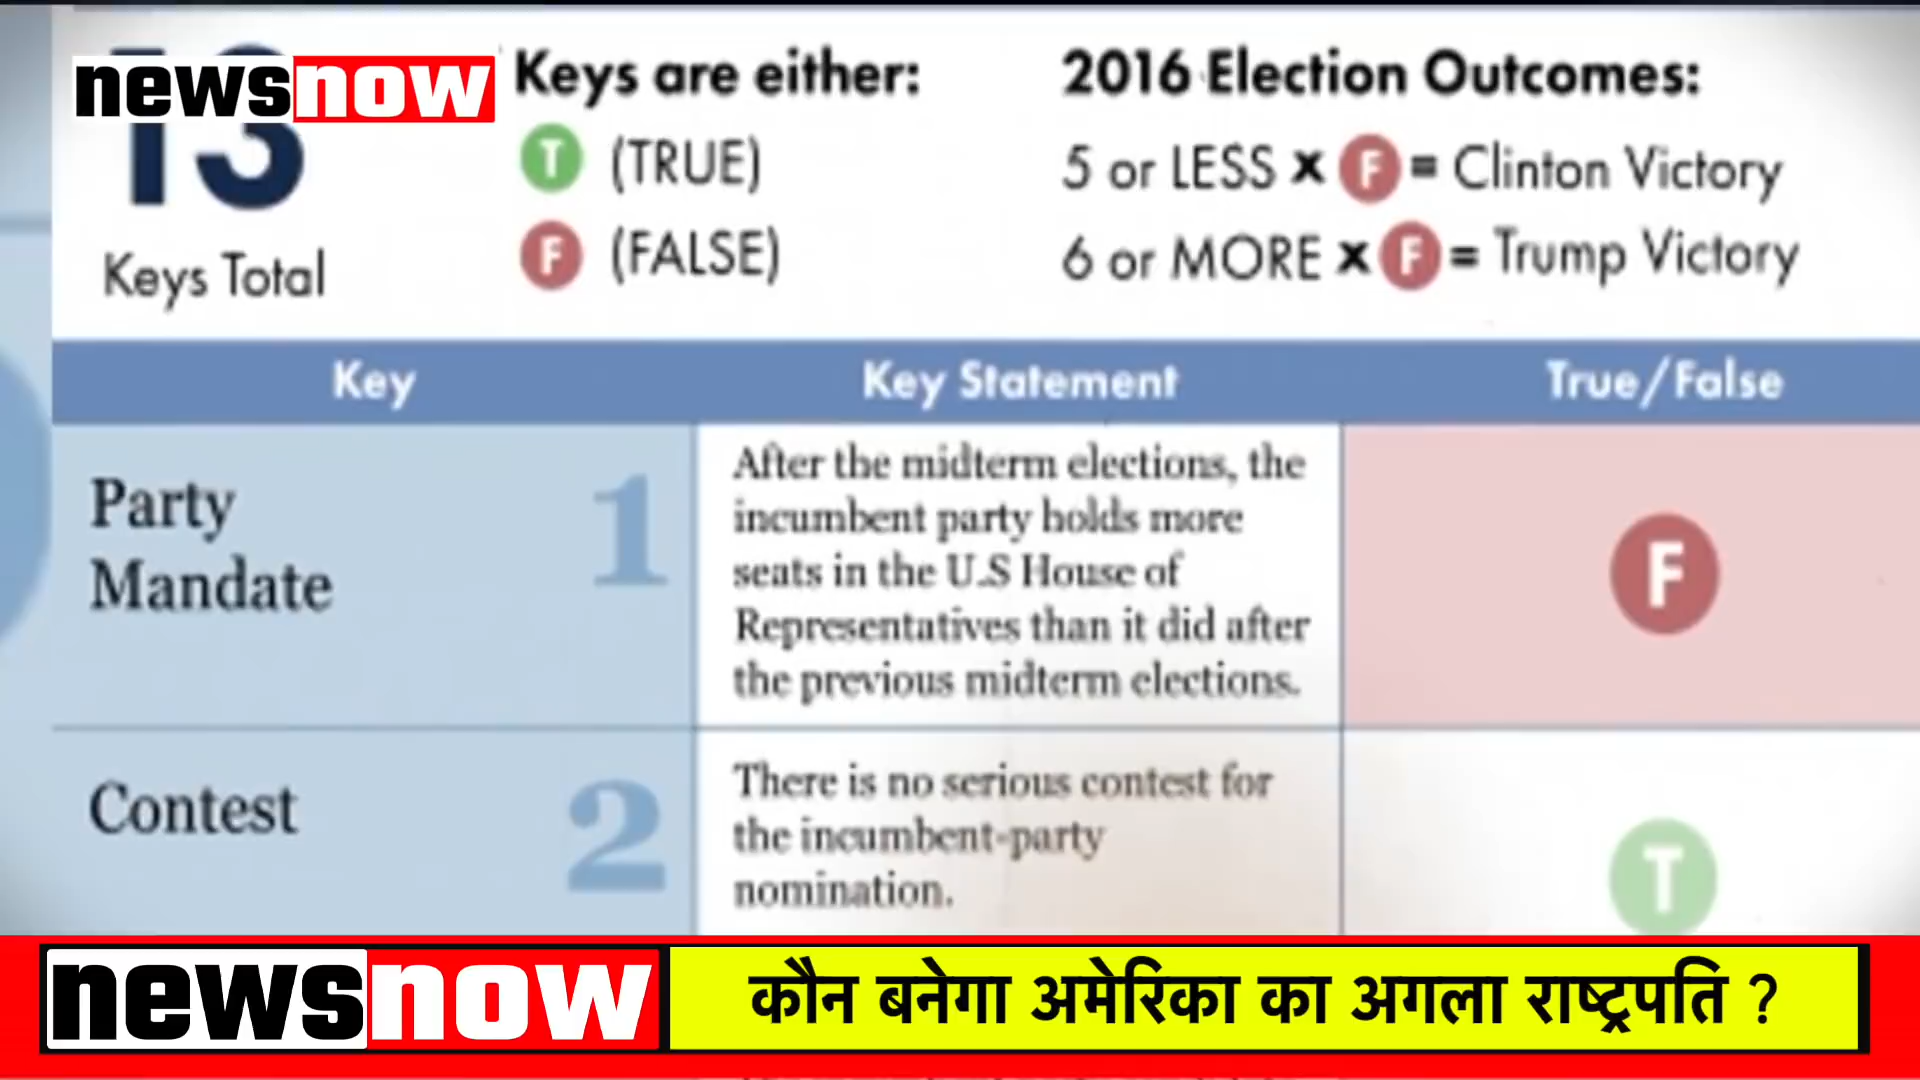 newsnow
13
Keys Total
Keys are either:
T (TRUE)
F (FALSE)
2016 Election Outcomes:
5 or LESS x F = Clinton Victory
6 or MORE x F = Trump Victory
Key
Key Statement
True/False
Party
Mandate
1
After the midterm elections, the
incumbent party holds more
seats in the U.S House of
Representatives than it did after
the previous midterm elections.
F
Contest
2
There is no serious contest for
the incumbent-party
nomination.
T
newsnow
कौन बनेगा अमेरिका का अगला राष्ट्रपति ?